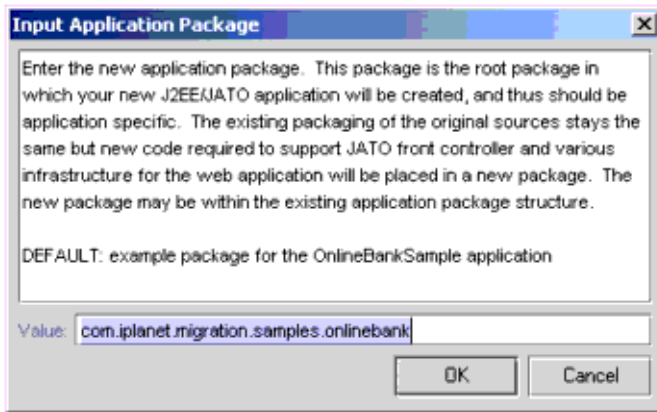 Input Application Package
Enter the new application package. This package is the root package in
which your new J2EE/JATO application will be created, and thus should be
application specific. The existing packaging of the original sources stays the
same but new code required to support JATO front controller and various
infrastructure for the web application will be placed in a new package. The
new package may be within the existing application package structure.
DEFAULT: example package for the OnlineBankSample application
Value: com.iplanet.migration.samples.onlinebank
OK Cancel